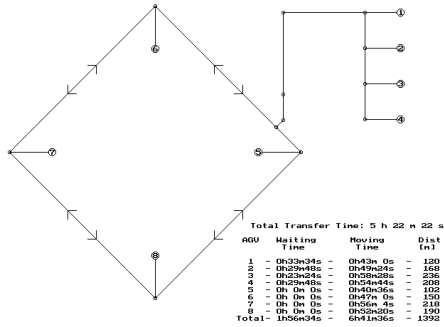 1
2
6
3
4
7
5
8
Total Transfer Time: 5 h 22 m 22 s
AGV Waiting Moving Dist
Time Time [m]
1 - 0h33m34s - 0h43m 0s - 120
2 - 0h29m48s - 0h49m24s - 168
3 - 0h23m24s - 0h58m28s - 236
4 - 0h29m48s - 0h54m44s - 208
5 - 0h 0m 0s - 0h40m36s - 102
6 - 0h 0m 0s - 0h47m 0s - 150
7 - 0h 0m 0s - 0h56m 4s - 218
8 - 0h 0m 0s - 0h52m20s - 190
Total- 1h56m34s - 6h41m36s - 1392